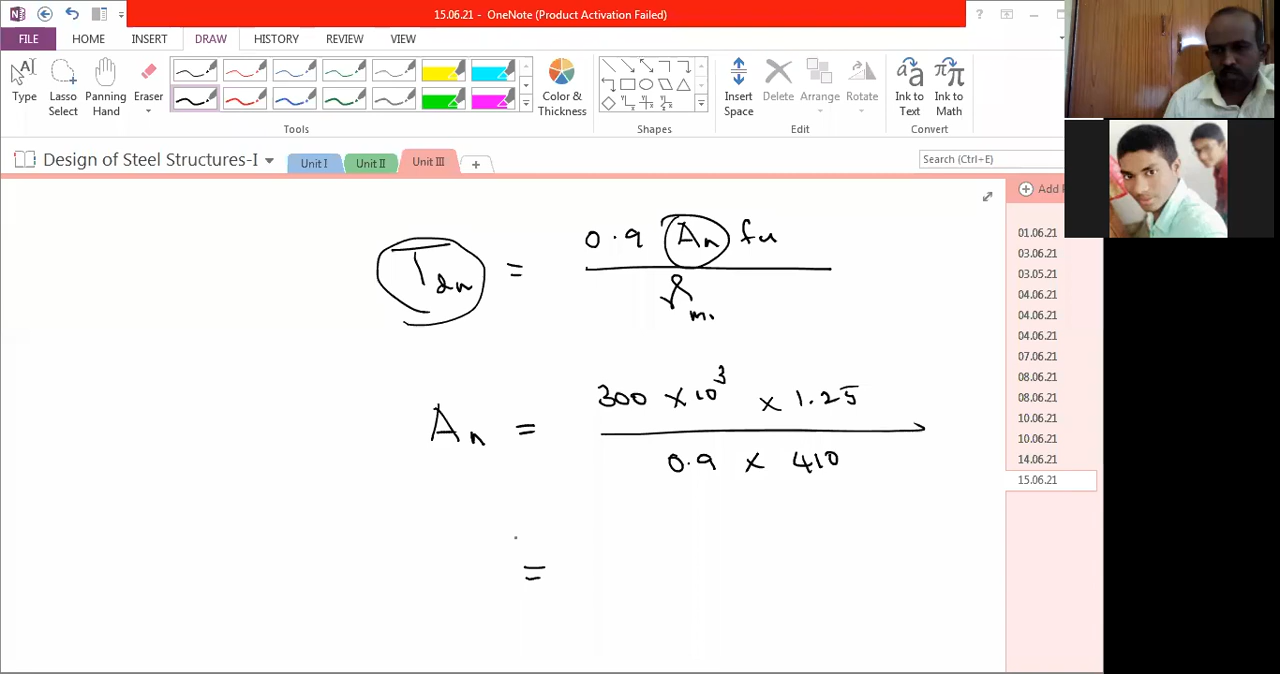 15.06.21 - OneNote (Product Activation Failed)
FILE HOME INSERT DRAW HISTORY REVIEW VIEW
Type Lasso Select Panning Hand Eraser Color & Thickness Insert Space Delete Arrange Rotate Ink to Text Ink to Math
Tools Shapes Edit Convert
Design of Steel Structures-I Unit I Unit II Unit III Search (Ctrl+E)
Add
01.06.21
03.06.21
03.05.21
04.06.21
04.06.21
04.06.21
07.06.21
08.06.21
08.06.21
10.06.21
10.06.21
14.06.21
15.06.21
Tdn = 0.9 An fu
γm1
An = 300 × 10³ × 1.25
0.9 × 410
=